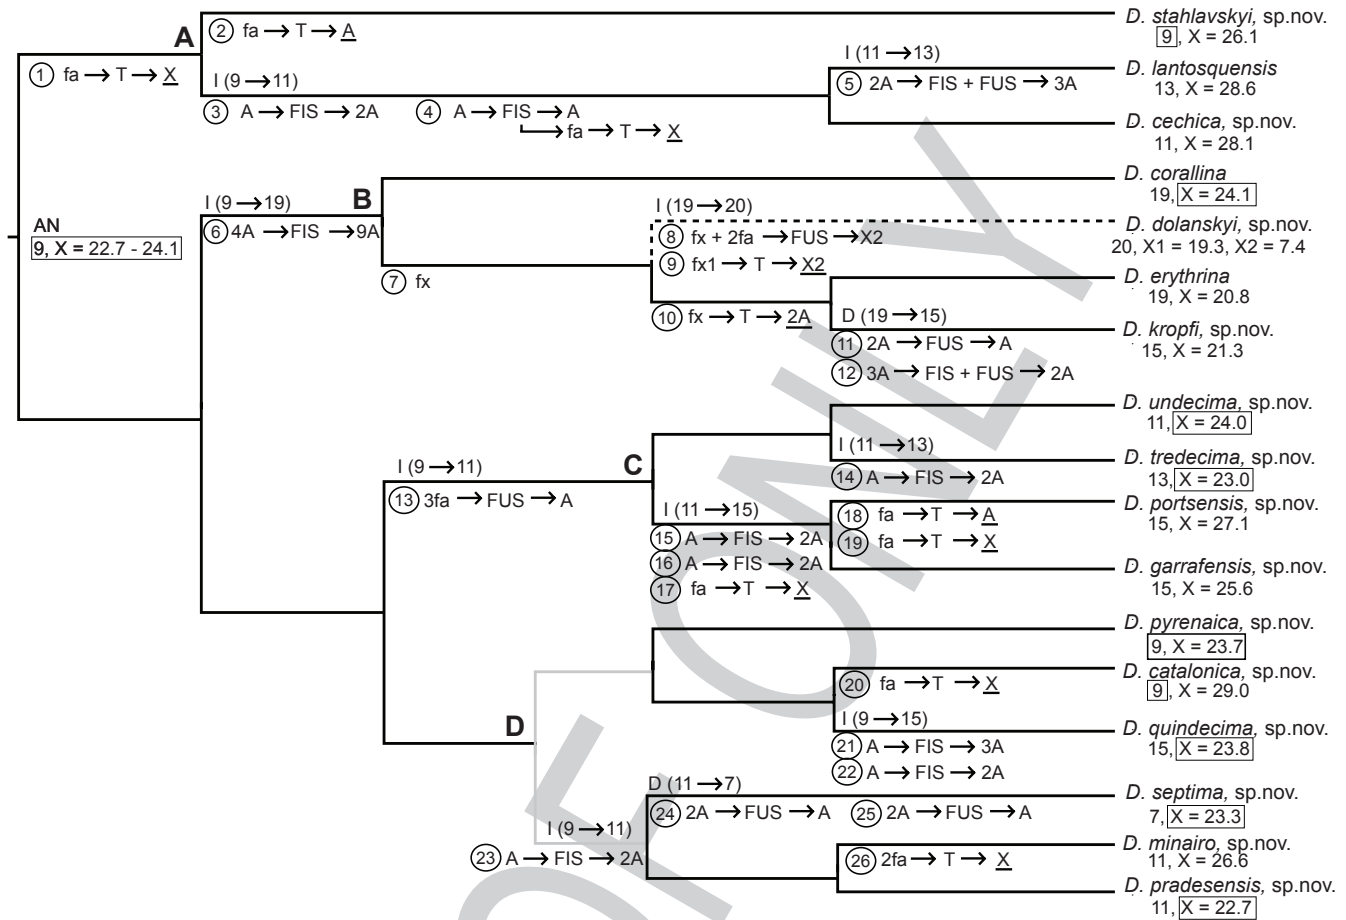 D. stahlavskyi, sp.nov.
A
② fa → T → A
9, X = 26.1
① fa → T → X
I (9 → 11)
I (11 → 13)
D. lantosquensis
⑤ 2A → FIS + FUS → 3A
13, X = 28.6
③ A → FIS → 2A
④ A → FIS → A
fa → T → X
D. cechica, sp.nov.
11, X = 28.1
D. corallina
19, X = 24.1
B
I (9 → 19)
I (19 → 20)
AN
⑥ 4A → FIS → 9A
9, X = 22.7 - 24.1
D. dolanskyi, sp.nov.
⑧ fx + 2fa → FUS → X2
20, X1 = 19.3, X2 = 7.4
⑨ fx1 → T → X2
⑦ fx
D. erythrina
19, X = 20.8
⑩ fx → T → 2A
D (19 → 15)
D. kropfi, sp.nov.
⑪ 2A → FUS → A
15, X = 21.3
⑫ 3A → FIS + FUS → 2A
D. undecima, sp.nov.
11, X = 24.0
I (11 → 13)
C
I (9 → 11)
D. tredecima, sp.nov.
⑭ A → FIS → 2A
13, X = 23.0
⑬ 3fa → FUS → A
I (11 → 15)
D. portsensis, sp.nov.
⑱ fa → T → A
15, X = 27.1
⑮ A → FIS → 2A
⑲ fa → T → X
⑯ A → FIS → 2A
D. garrafensis, sp.nov.
⑰ fa → T → X
15, X = 25.6
D. pyrenaica, sp.nov.
9, X = 23.7
D. catalonica, sp.nov.
⑳ fa → T → X
9, X = 29.0
I (9 → 15)
D
D. quindecima, sp.nov.
㉑ A → FIS → 3A
15, X = 23.8
㉒ A → FIS → 2A
D (11 → 7)
D. septima, sp.nov.
㉔ 2A → FUS → A
㉕ 2A → FUS → A
7, X = 23.3
I (9 → 11)
D. minairo, sp.nov.
㉓ A → FIS → 2A
㉖ 2fa → T → X
11, X = 26.6
D. pradesensis, sp.nov.
11, X = 22.7
OF ONLY